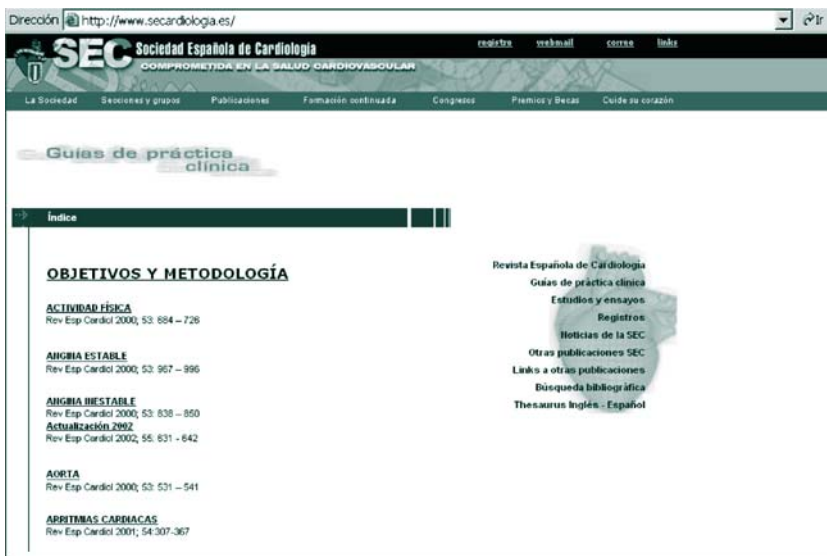 Dirección http://www.secardiologia.es/ Ir
SEC Sociedad Española de Cardiología
COMPROMETIDA EN LA SALUD CARDIOVASCULAR
registro webmail correo links
La Sociedad Secciones y grupos Publicaciones Formación continuada Congresos Premios y Becas Cuide su corazón
Guías de práctica
clínica
Índice
OBJETIVOS Y METODOLOGÍA
ACTIVIDAD FÍSICA
Rev Esp Cardiol 2000; 53: 684 – 726
ANGINA ESTABLE
Rev Esp Cardiol 2000; 53: 967 – 996
ANGINA INESTABLE
Rev Esp Cardiol 2000; 53: 838 – 850
Actualización 2002
Rev Esp Cardiol 2002; 55: 631 - 642
AORTA
Rev Esp Cardiol 2000; 53: 531 – 541
ARRITMIAS CARDIACAS
Rev Esp Cardiol 2001; 54:307-367
Revista Española de Cardiología
Guías de práctica clínica
Estudios y ensayos
Registros
Noticias de la SEC
Otras publicaciones SEC
Links a otras publicaciones
Búsqueda bibliográfica
Thesaurus Inglés - Español